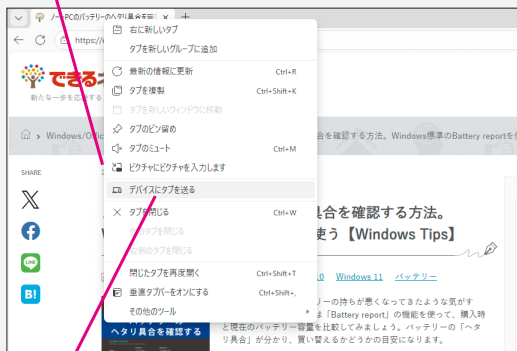 ノートPCのバッテリーのヘタリ具合を確
https://
できる
新たな一歩を応
Windows/Offic
合を確認する方法。Windows標準のBattery reportを使
SHARE
右に新しいタブ
タブを新しいグループに追加
最新の情報に更新 Ctrl+R
タブを複製 Ctrl+Shift+K
タブを新しいウィンドウに移動
タブのピン留め
タブのミュート Ctrl+M
ピクチャにピクチャを入力します
デバイスにタブを送る
タブを閉じる Ctrl+W
他のタブを閉じる
右側のタブを閉じる
閉じたタブを再度開く Ctrl+Shift+T
垂直タブバーをオンにする Ctrl+Shift+,
その他のツール
具合を確認する方法。
使う【Windows Tips】
LINE
B!
Windows 11 バッテリー
リーの持ちが悪くなってきたような気がす
は「Battery report」の機能を使って、購入時
と現在のバッテリー容量を比較してみましょう。バッテリーの「ヘタ
リ具合」が分かり、買い替えるかどうかの目安になります。
ヘタリ具合を確認する